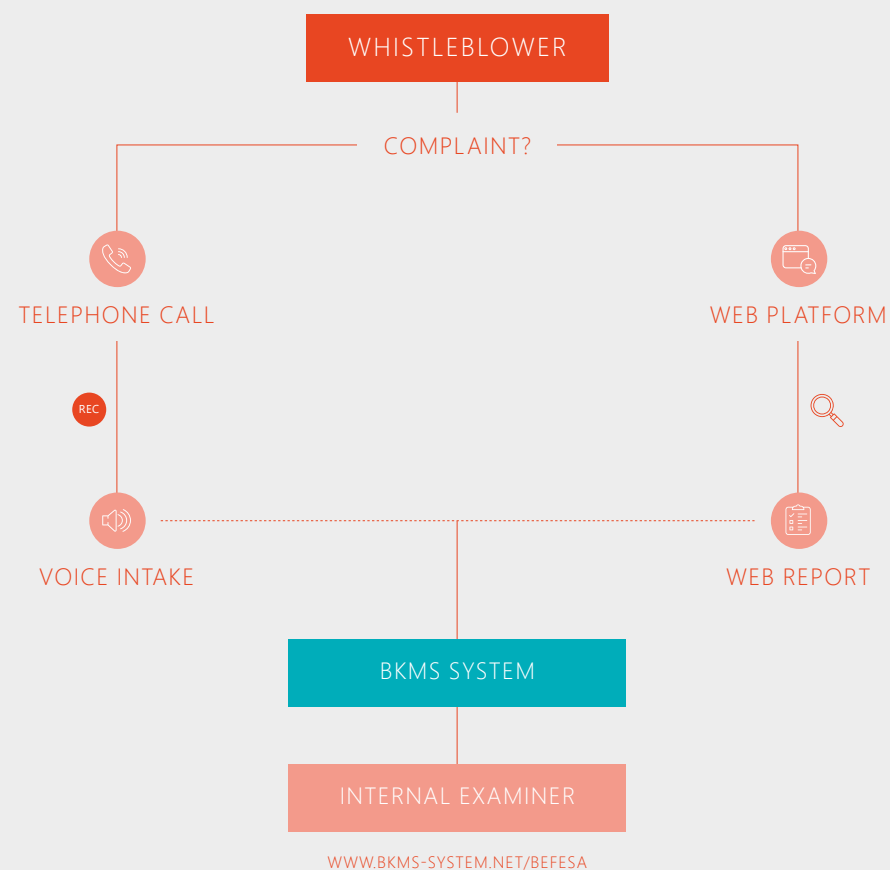 WHISTLEBLOWER
COMPLAINT?
TELEPHONE CALL
WEB PLATFORM
REC
VOICE INTAKE
WEB REPORT
BKMS SYSTEM
INTERNAL EXAMINER
WWW.BKMS-SYSTEM.NET/BEFESA